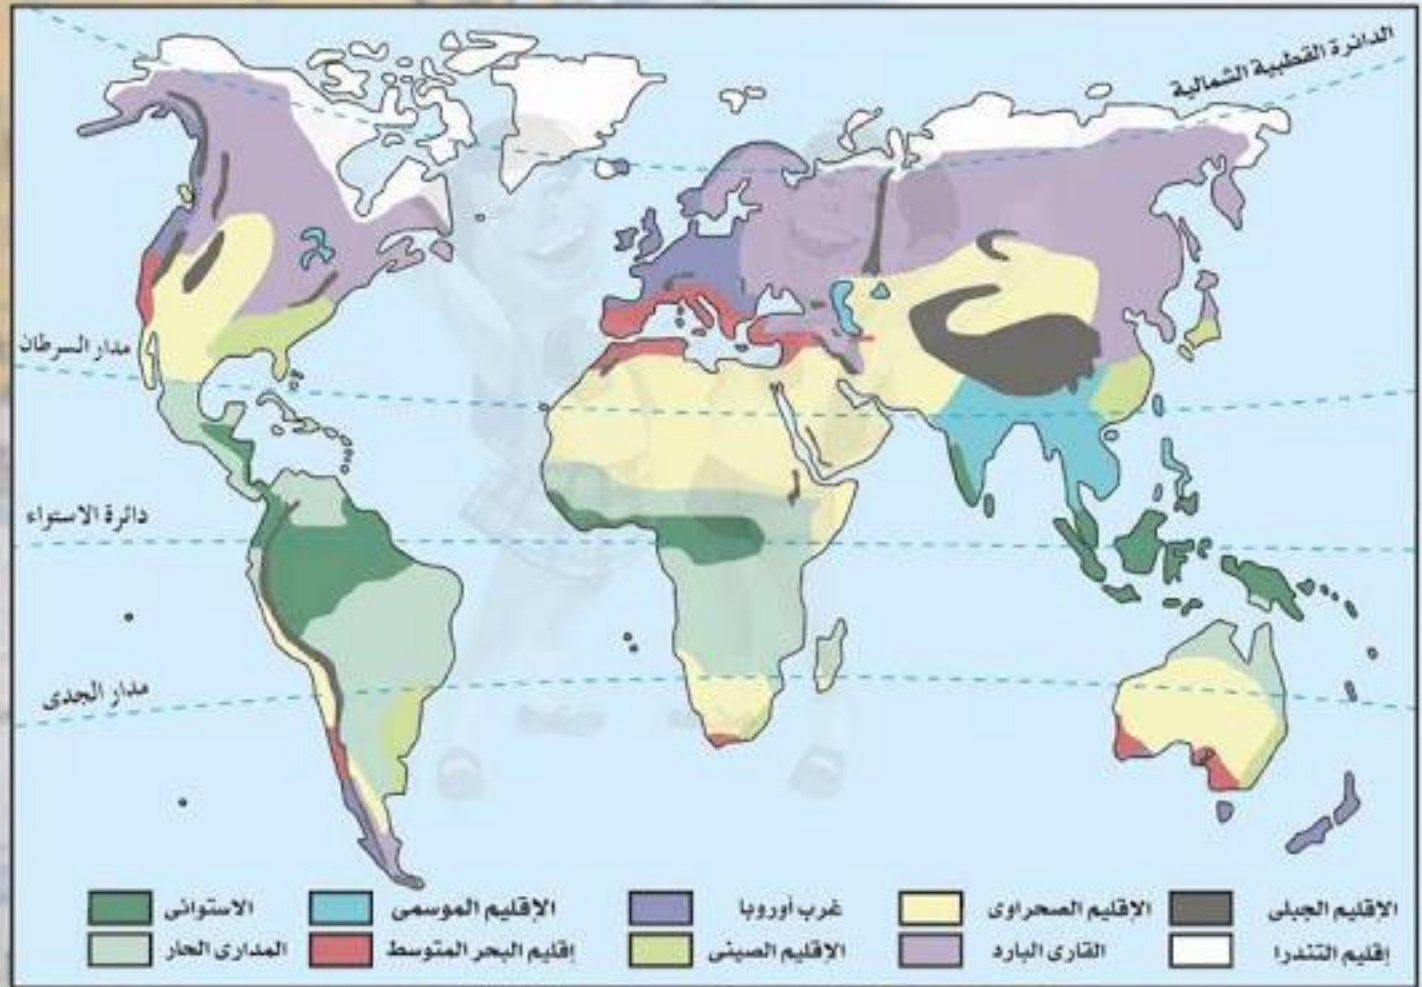 الدائرة القطبية الشمالية
مدار السرطان
دائرة الاستواء
مدار الجدى
الإقليم الجبلى
الإقليم الصحراوى
غرب أوروبا
الإقليم الموسمى
الاستوائى
إقليم التندرا
القارى البارد
الإقليم الصينى
إقليم البحر المتوسط
المدارى الحار